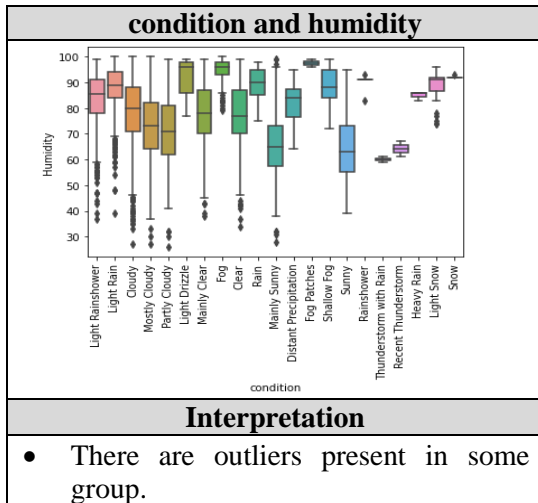 condition and humidity
100
90
80
70
60
50
40
30
Humidity
Light Rainshower
Light Rain
Cloudy
Mostly Cloudy
Partly Cloudy
Light Drizzle
Mainly Clear
Fog
Clear
Rain
Mainly Sunny
Distant Precipitation
Fog Patches
Shallow Fog
Sunny
Rainshower
Thunderstorm with Rain
Recent Thunderstorm
Heavy Rain
Light Snow
Snow
condition
Interpretation
• There are outliers present in some
group.